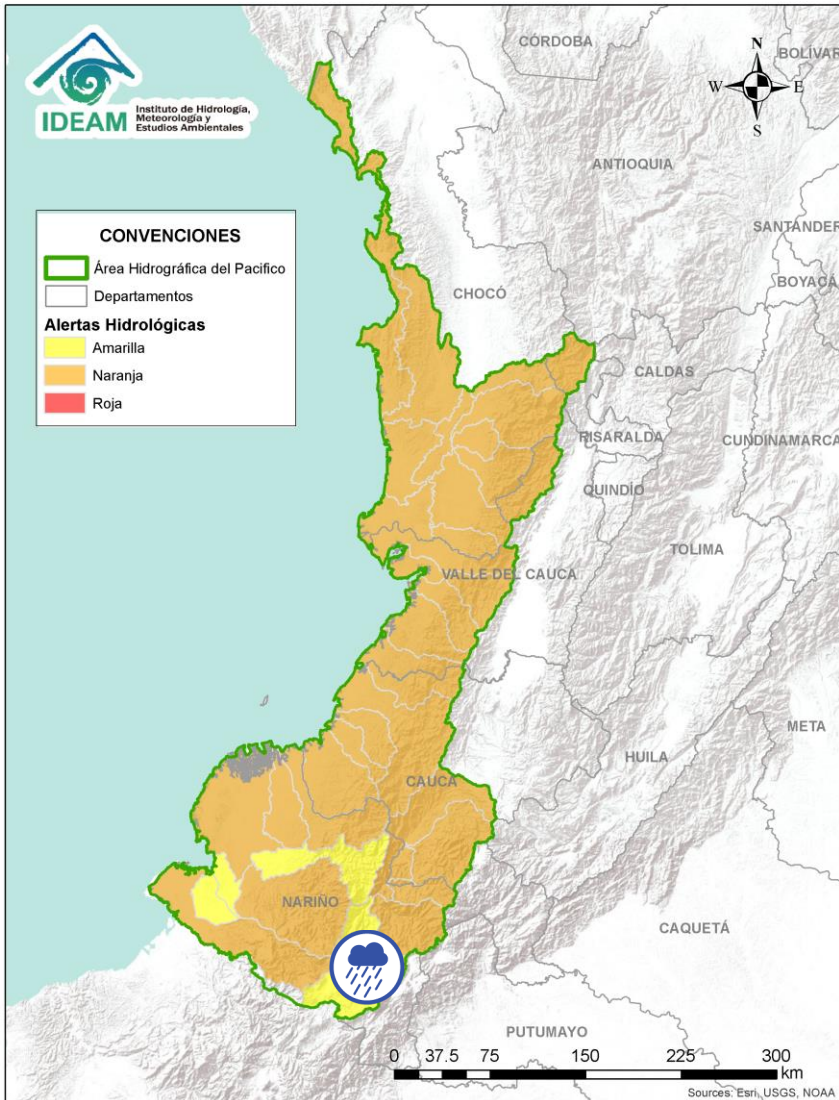 CÓRDOBA
BOLÍVAR
N
W
E
S
IDEAM
Instituto de Hidrología,
Meteorología y
Estudios Ambientales
ANTIOQUIA
SANTANDER
BOYACÁ
CONVENCIONES
Área Hidrográfica del Pacifico
Departamentos
Alertas Hidrológicas
Amarilla
Naranja
Roja
CHOCÓ
CALDAS
RISARALDA
CUNDINAMARCA
QUINDÍO
TOLIMA
VALLE DEL CAUCA
META
HUILA
CAUCA
NARIÑO
CAQUETÁ
PUTUMAYO
0 37.5 75 150 225 300
km
Sources: Esri, USGS, NOAA